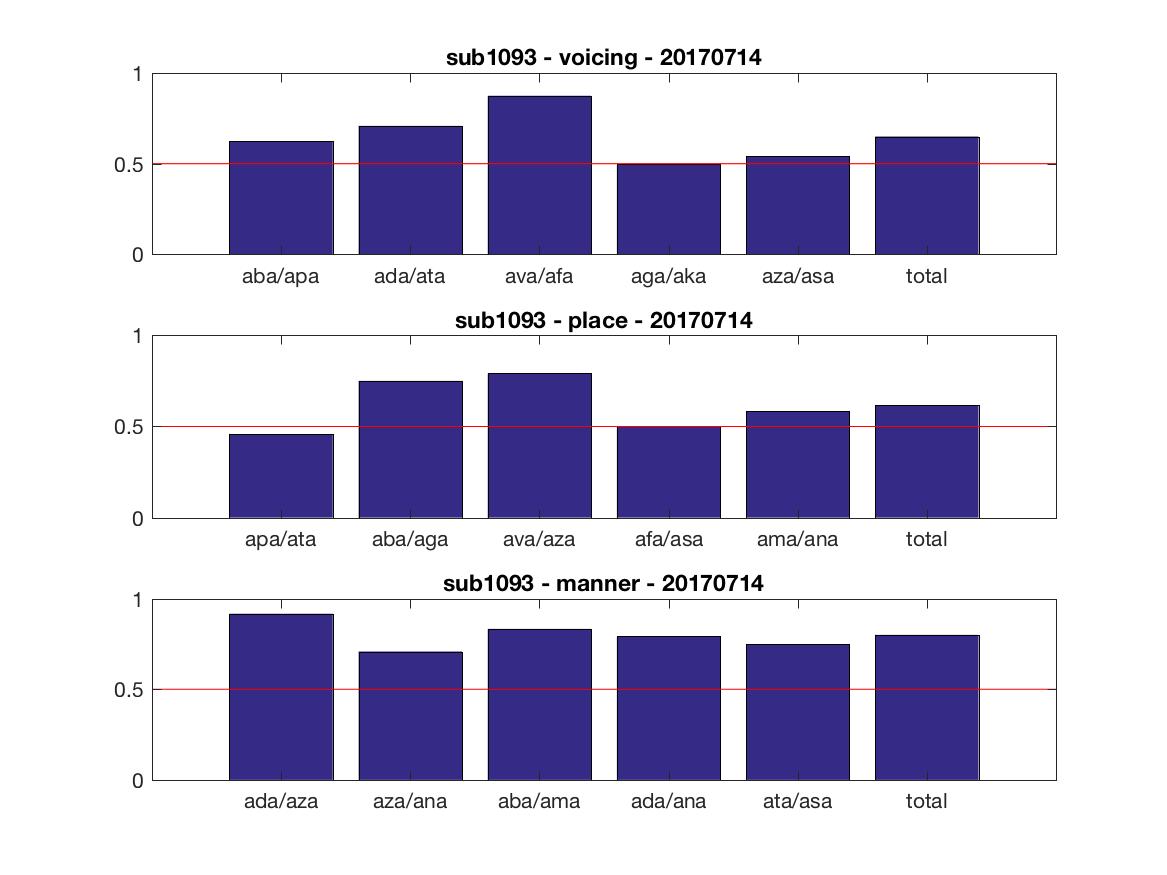 sub1093 - voicing - 20170714
1
0.5
0
aba/apa ada/ata ava/afa aga/aka aza/asa total
sub1093 - place - 20170714
1
0.5
0
apa/ata aba/aga ava/aza afa/asa ama/ana total
sub1093 - manner - 20170714
1
0.5
0
ada/aza aza/ana aba/ama ada/ana ata/asa total